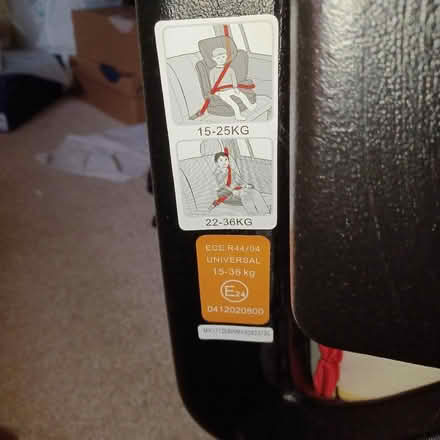 15-25KG
22-36KG
ECE R44/04
UNIVERSAL
15-36 kg
E24
0412020800